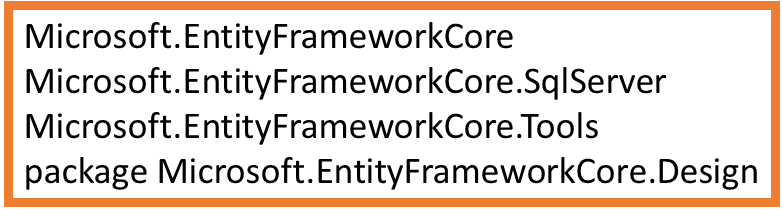 Microsoft.EntityFrameworkCore
Microsoft.EntityFrameworkCore.SqlServer
Microsoft.EntityFrameworkCore.Tools
package Microsoft.EntityFrameworkCore.Design